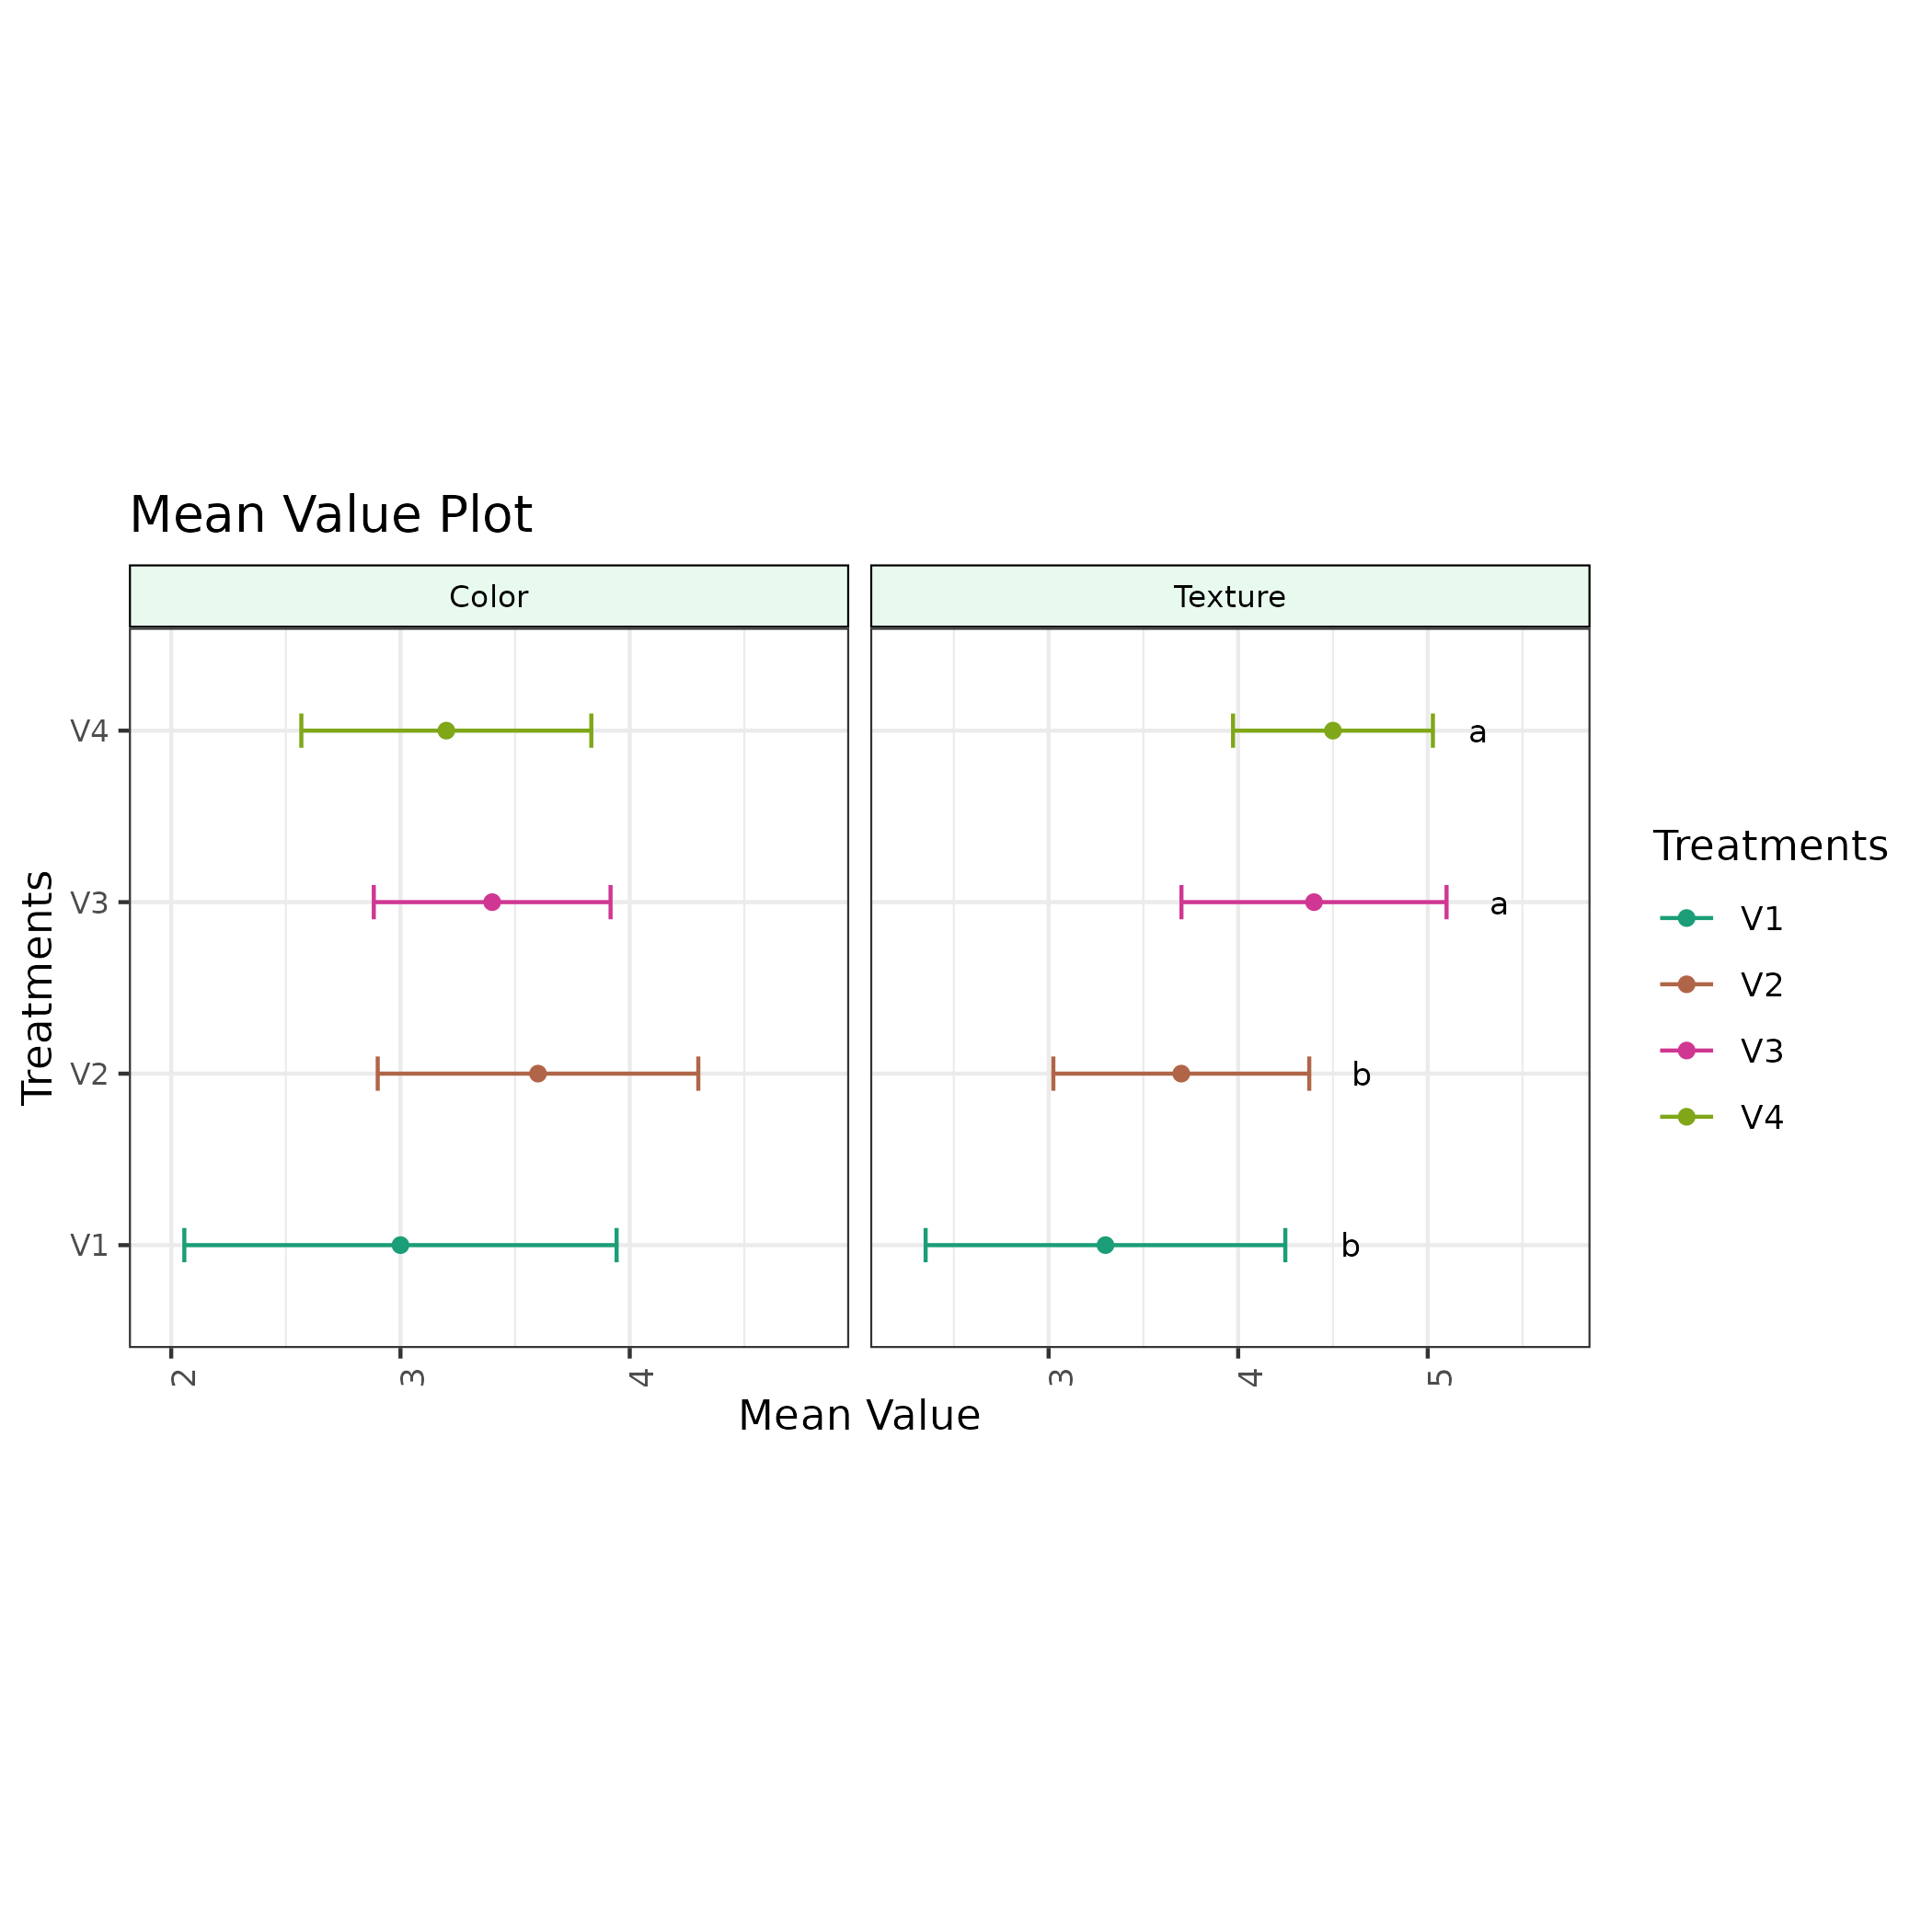 Mean Value Plot
Color
Texture
V4
a
V3
a
V2
b
V1
b
2
3
4
3
4
5
Mean Value
Treatments
Treatments
V1
V2
V3
V4